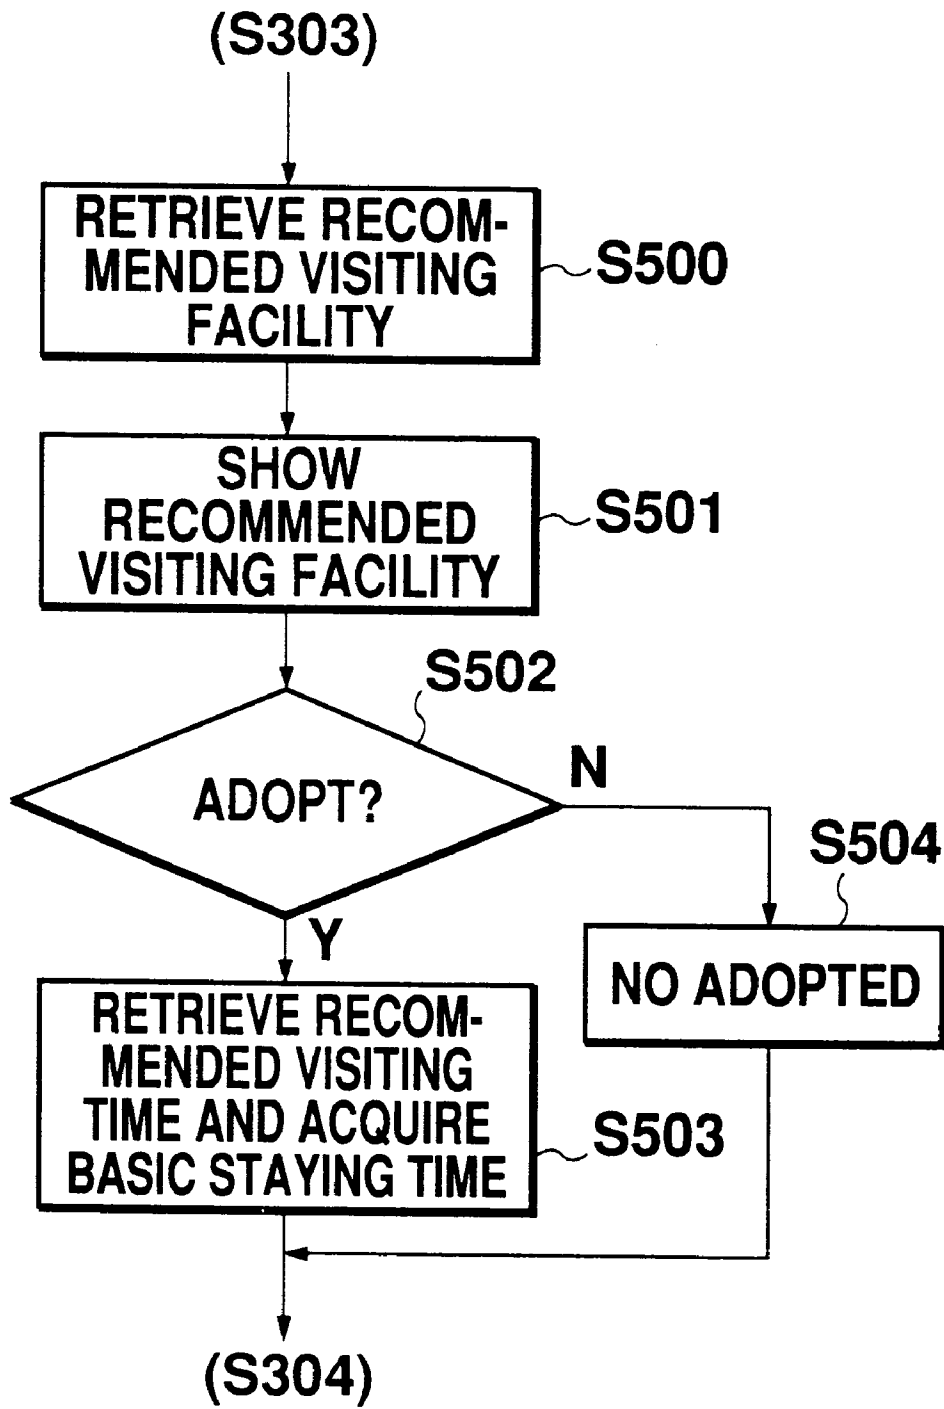 (S303)
RETRIEVE RECOM-
MENDED VISITING
FACILITY
S500
SHOW
RECOMMENDED
VISITING FACILITY
S501
S502
ADOPT?
N
Y
S504
NO ADOPTED
RETRIEVE RECOM-
MENDED VISITING
TIME AND ACQUIRE
BASIC STAYING TIME
S503
(S304)